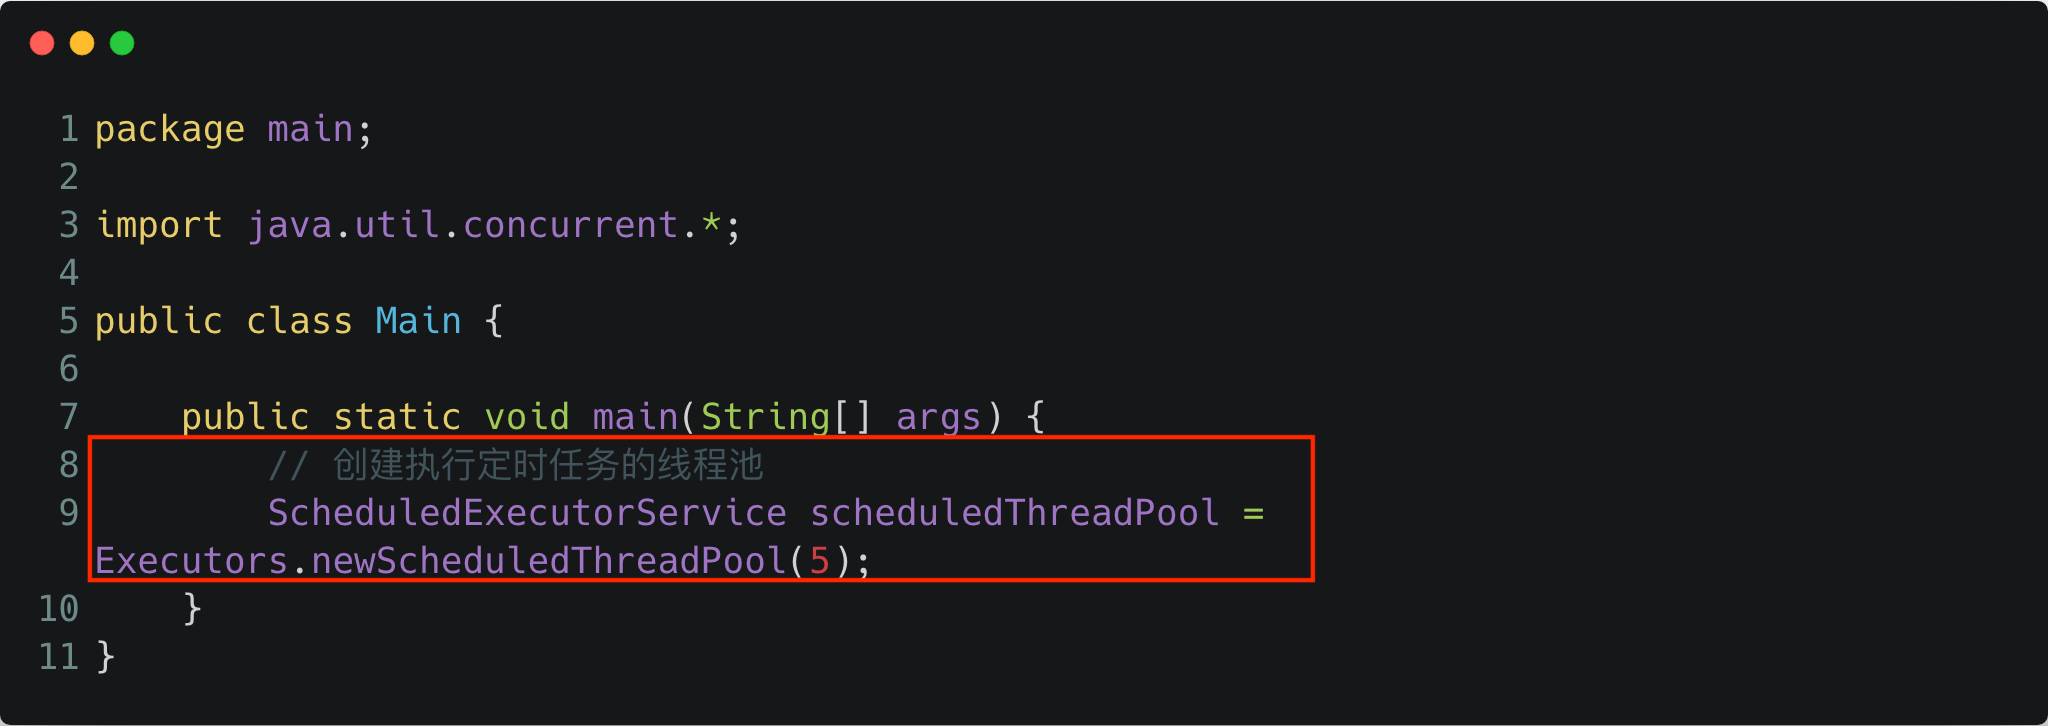 1 package main;
2
3 import java.util.concurrent.*;
4
5 public class Main {
6
7     public static void main(String[] args) {
8         // 创建执行定时任务的线程池
9         ScheduledExecutorService scheduledThreadPool =
Executors.newScheduledThreadPool(5);
10     }
11 }